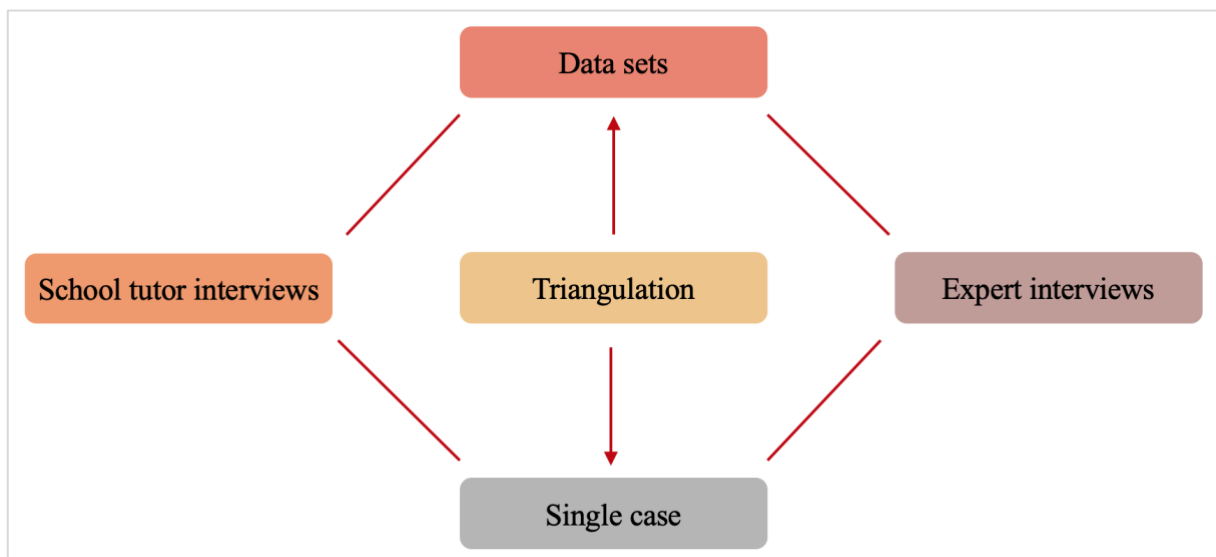 Data sets
School tutor interviews
Triangulation
Expert interviews
Single case